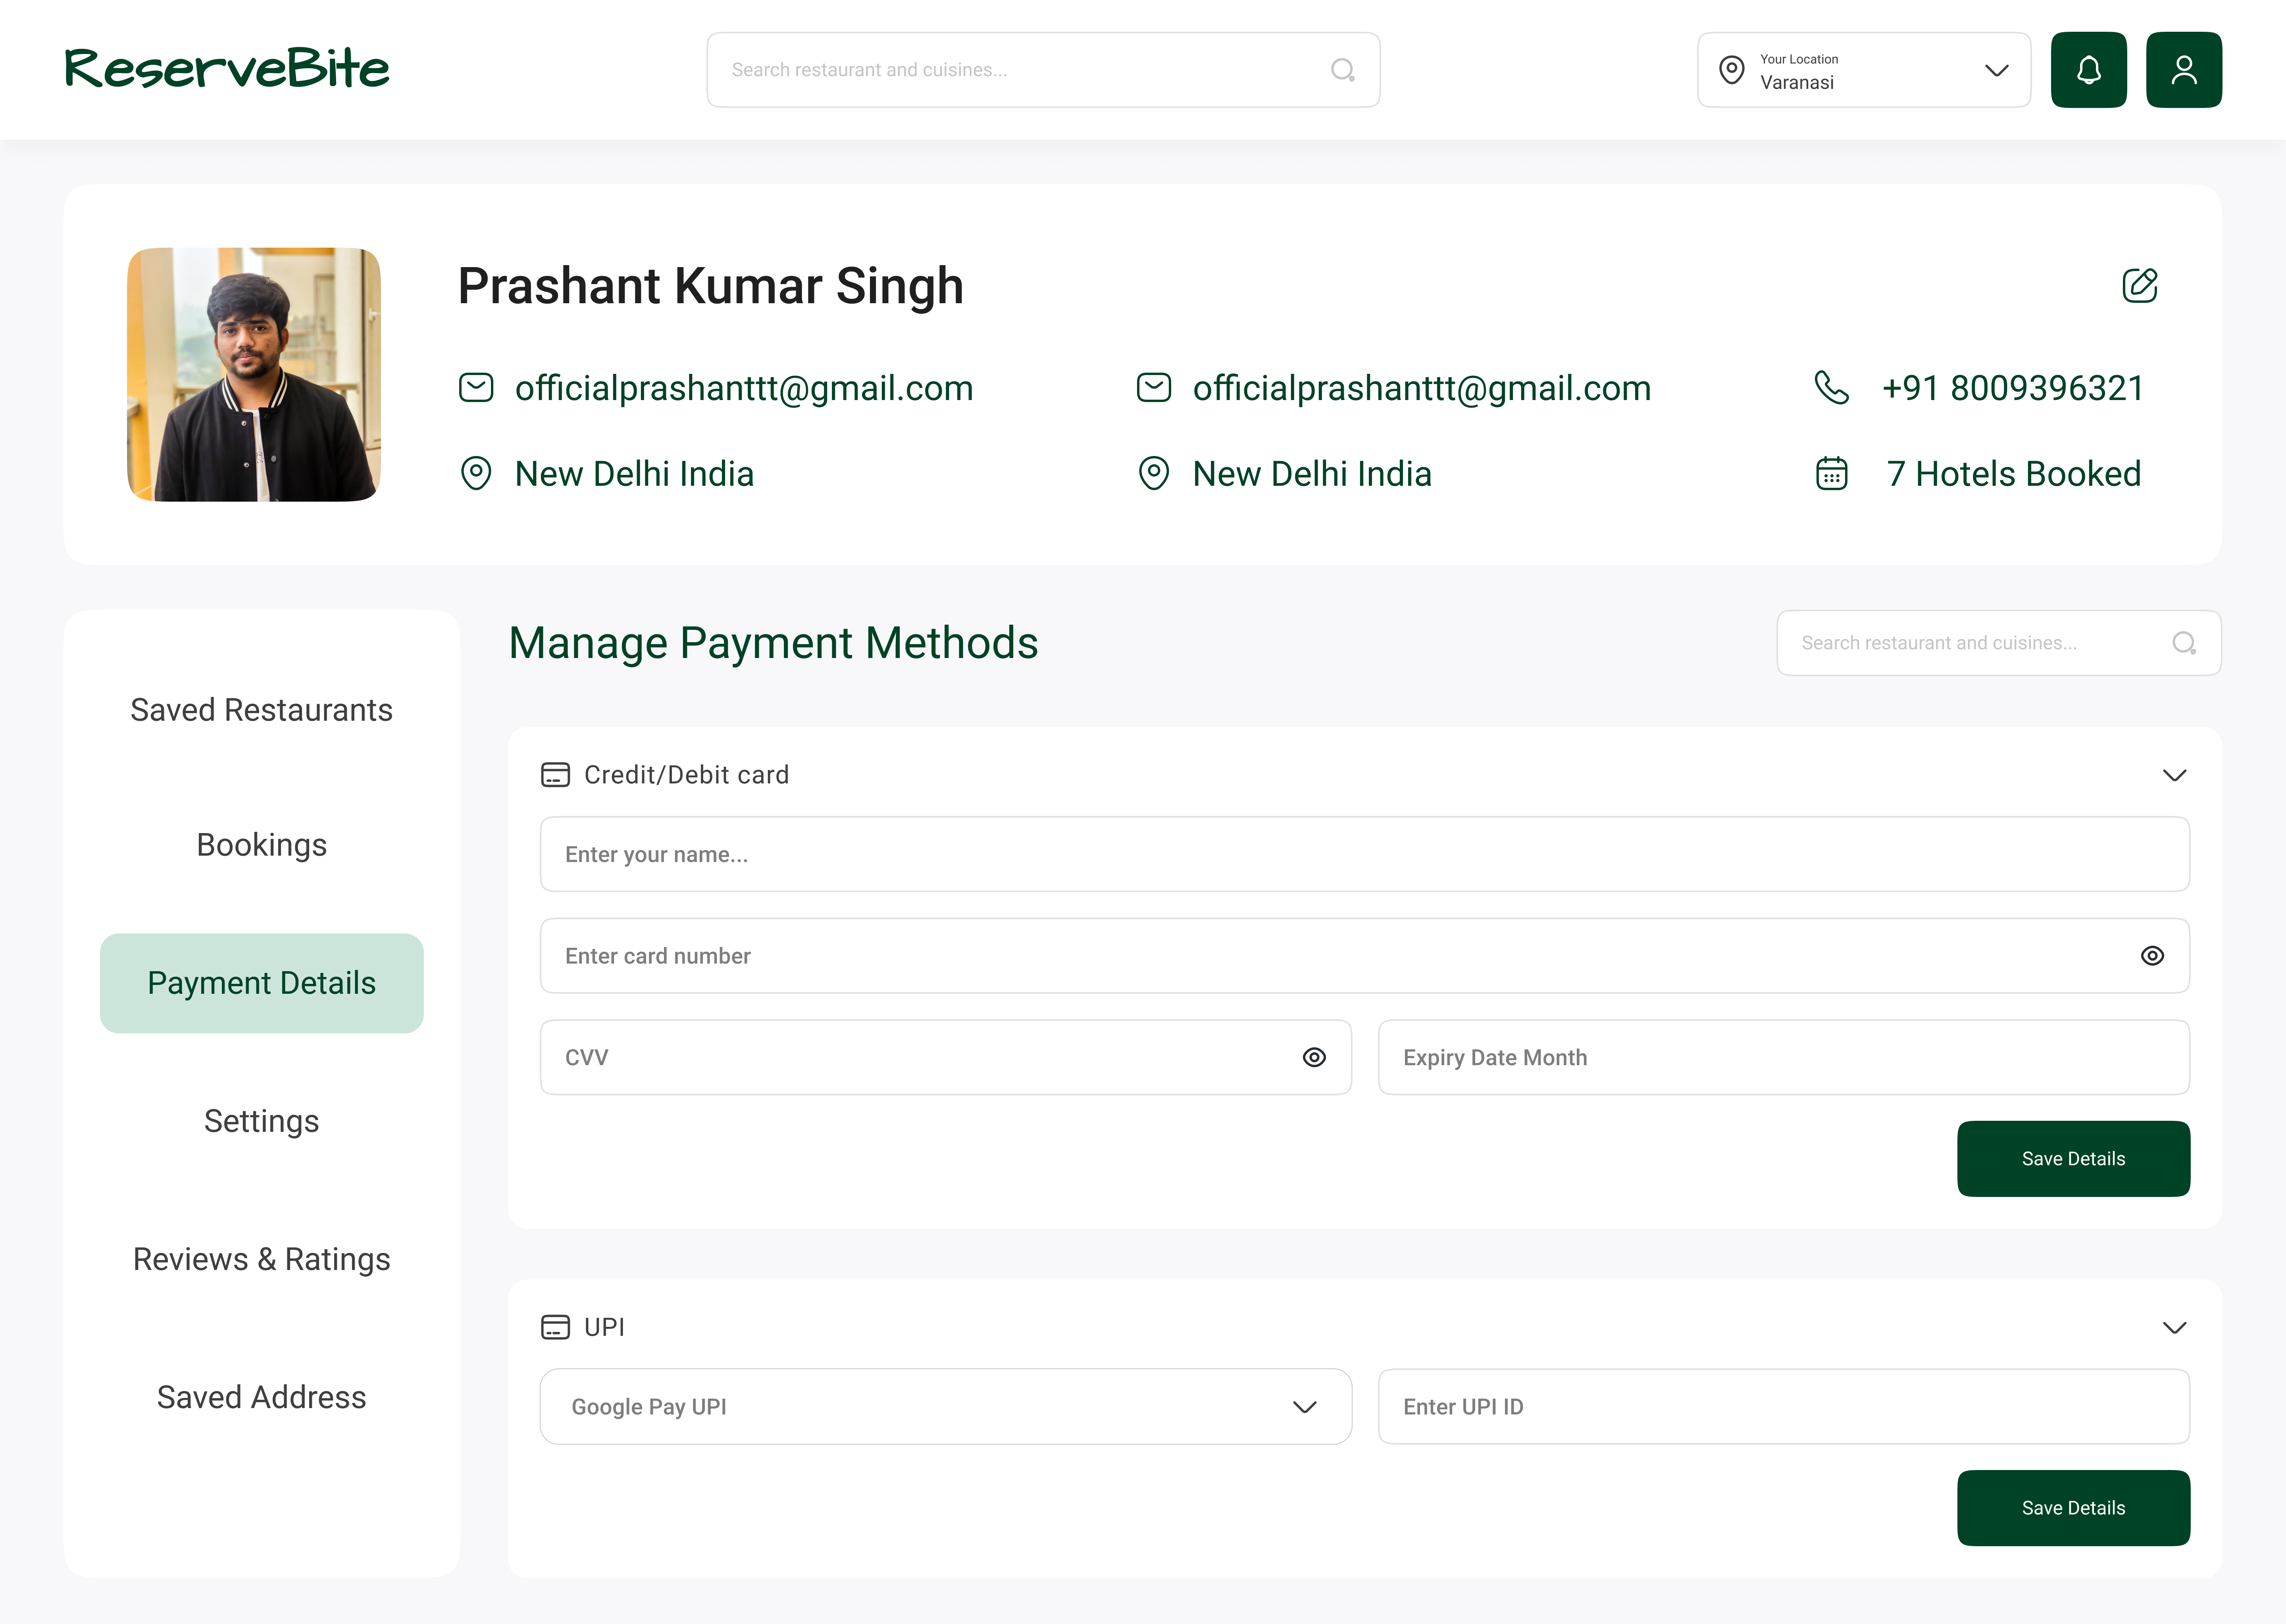 ReserveBite
Search restaurant and cuisines...
Your Location
Varanasi
Prashant Kumar Singh
officialprashanttt@gmail.com
officialprashanttt@gmail.com
+91 8009396321
New Delhi India
New Delhi India
7 Hotels Booked
Saved Restaurants
Bookings
Payment Details
Settings
Reviews & Ratings
Saved Address
Manage Payment Methods
Search restaurant and cuisines...
Credit/Debit card
Enter your name...
Enter card number
CVV
Expiry Date Month
Save Details
UPI
Google Pay UPI
Enter UPI ID
Save Details